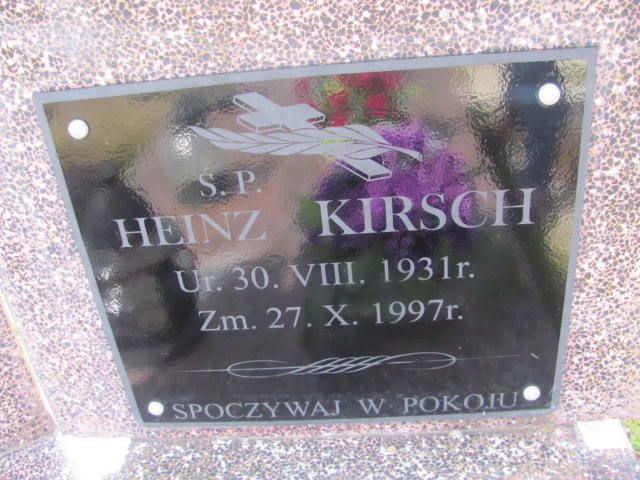 S.P.
HEINZ KIRSCH
Ur. 30. VIII. 1931r.
Zm. 27. X. 1997r.
SPOCZYWAJ W POKOJU